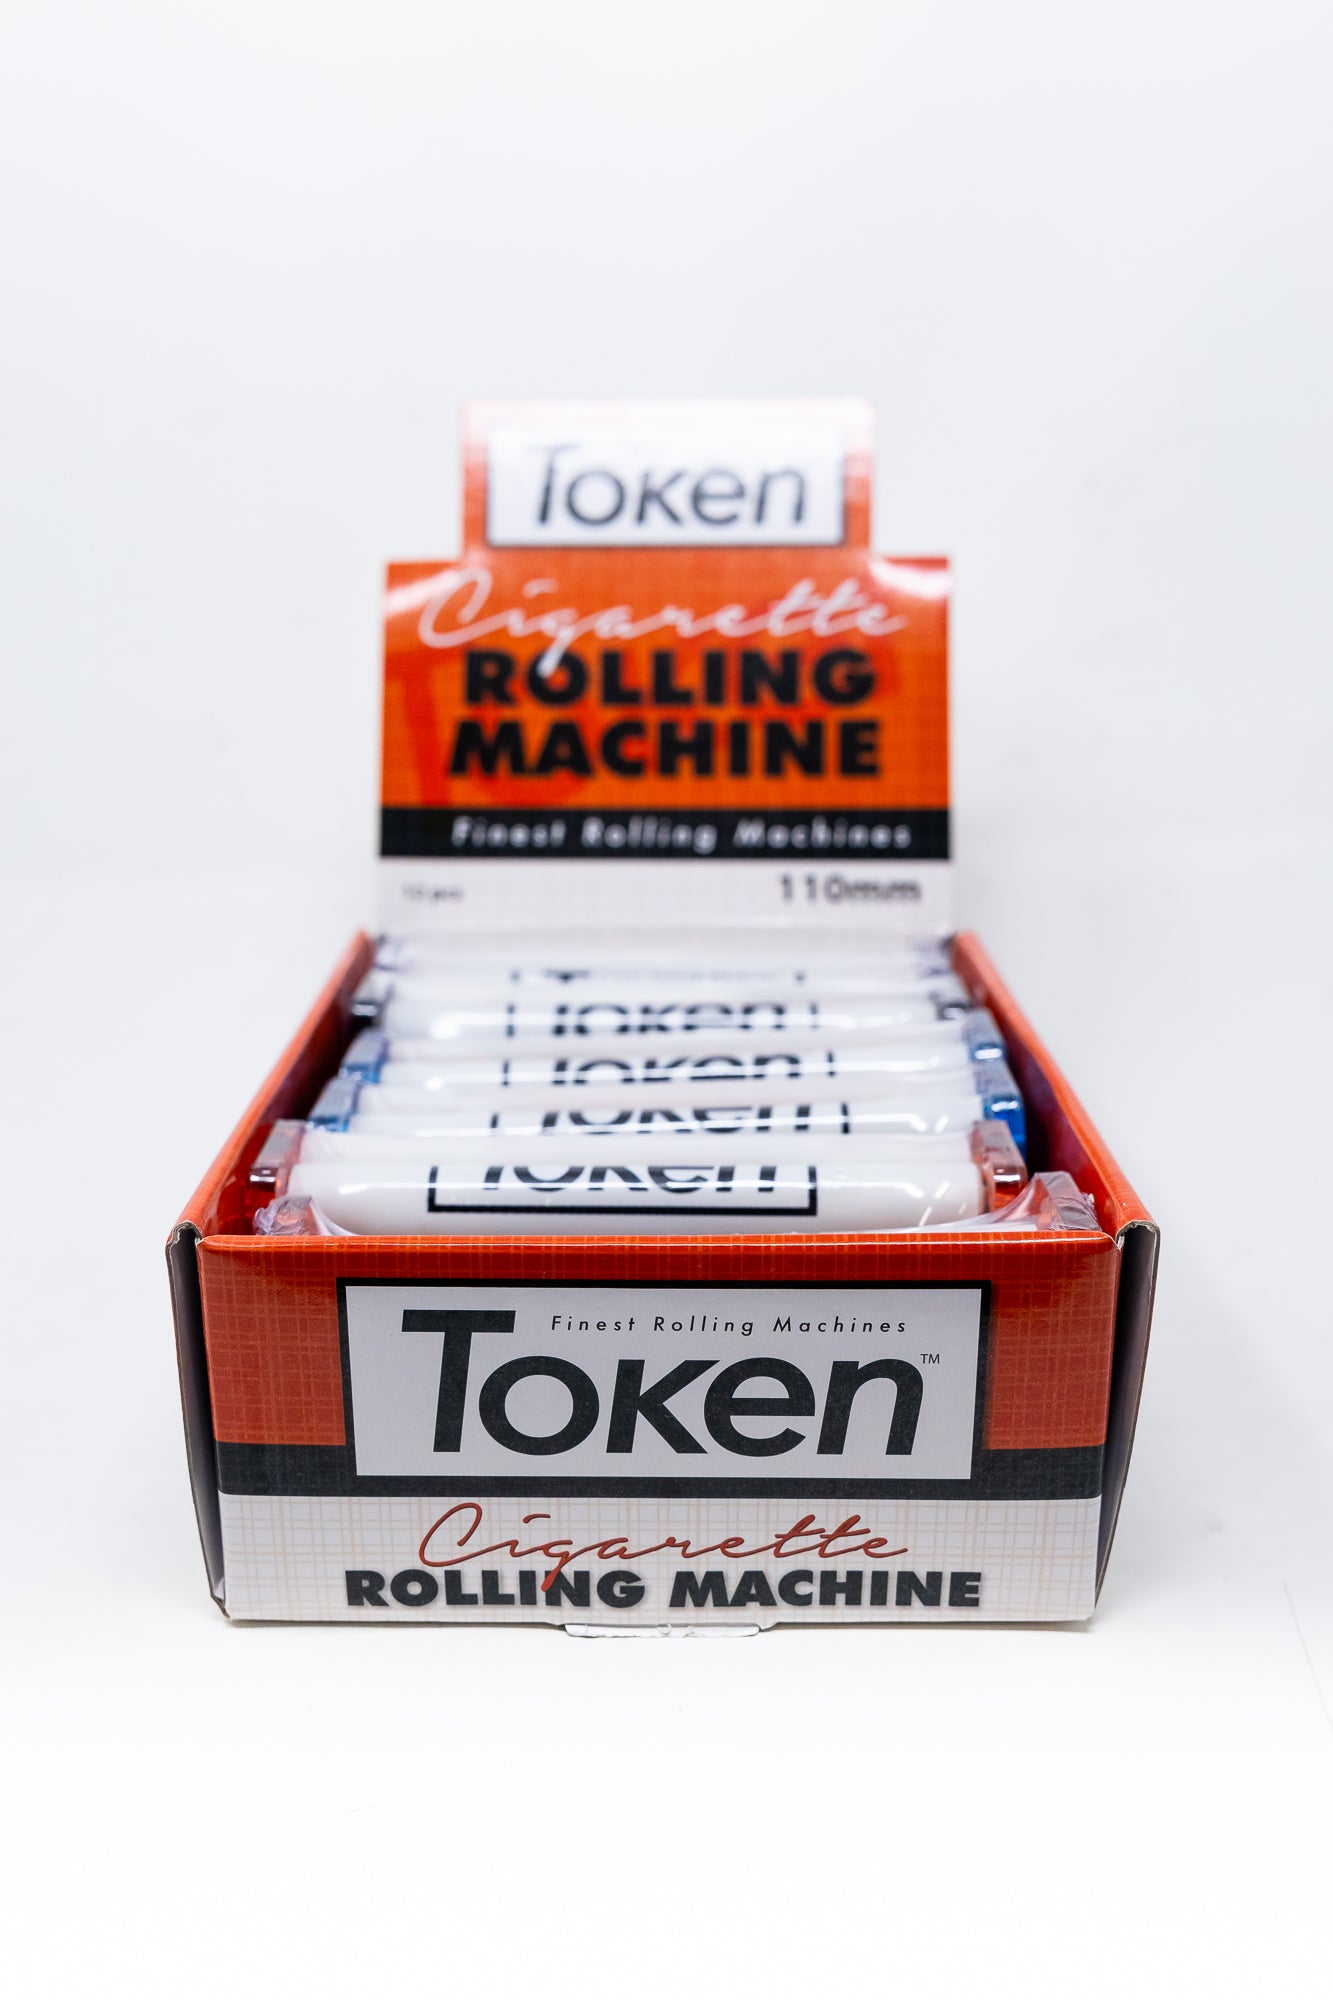 Token
Cigarette
ROLLING
MACHINE
Finest Rolling Machines
110mm
Token
Token
Token
Token
Finest Rolling Machines
Token™
Cigarette
ROLLING MACHINE